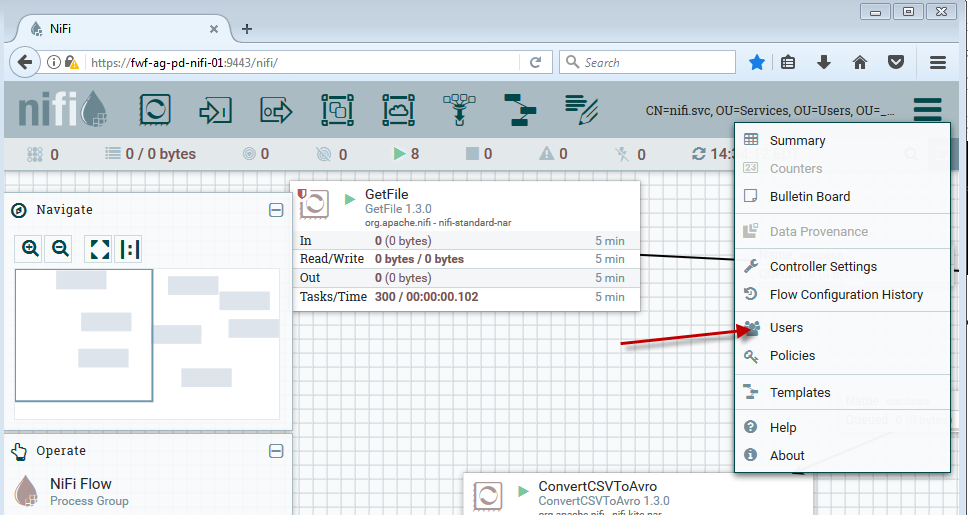 NiFi
https://fwf-ag-pd-nifi-01:9443/nifi/
Search
nifi
CN=nifi.svc, OU=Services, OU=Users, OU=_...
0
0 / 0 bytes
0
0
8
0
0
0
14:3
Summary
Counters
Bulletin Board
Data Provenance
Controller Settings
Flow Configuration History
Users
Policies
Templates
Help
About
Navigate
GetFile
GetFile 1.3.0
org.apache.nifi - nifi-standard-nar
In 0 (0 bytes) 5 min
Read/Write 0 bytes / 0 bytes 5 min
Out 0 (0 bytes) 5 min
Tasks/Time 300 / 00:00:00.102 5 min
Operate
NiFi Flow
Process Group
ConvertCSVToAvro
ConvertCSVToAvro 1.3.0
org.apache.nifi - nifi-kite-nar